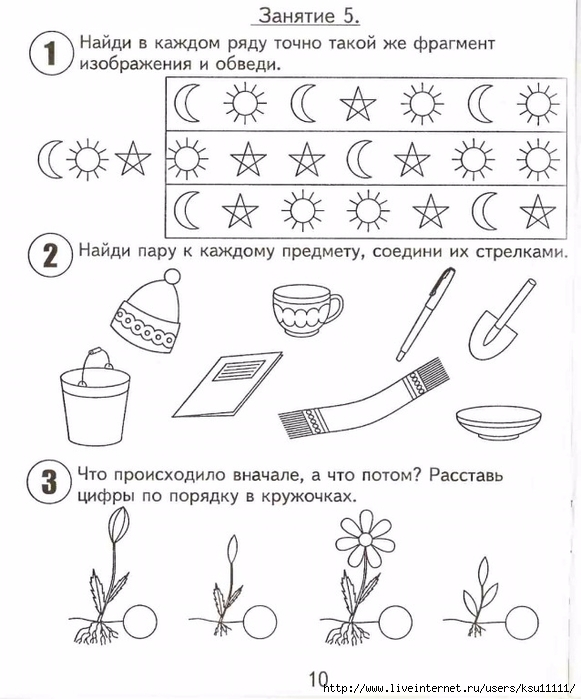 Занятие 5.
1 Найди в каждом ряду точно такой же фрагмент
изображения и обведи.
2 Найди пару к каждому предмету, соедини их стрелками.
3 Что происходило вначале, а что потом? Расставь
цифры по порядку в кружочках.
10
http://www.liveinternet.ru/users/ksu11111/